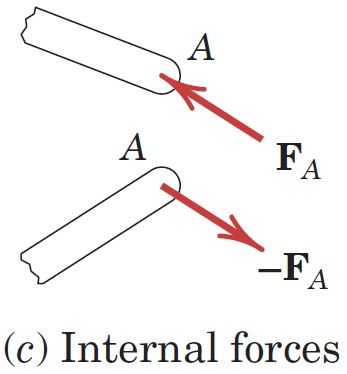 A
F_A
A
–F_A
(c) Internal forces